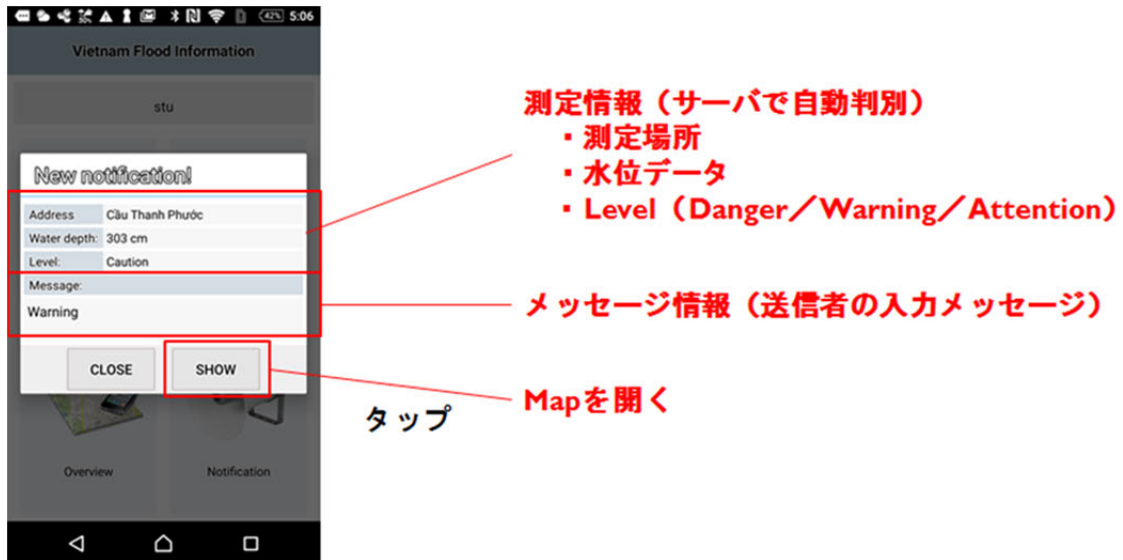 42% 5:06
Vietnam Flood Information
stu
New notification!
Address Cầu Thanh Phước
Water depth: 303 cm
Level: Caution
Message:
Warning
CLOSE SHOW
Overview Notification
測定情報（サーバで自動判別）
・測定場所
・水位データ
・Level（Danger／Warning／Attention）
メッセージ情報（送信者の入力メッセージ）
Mapを開く
タップ